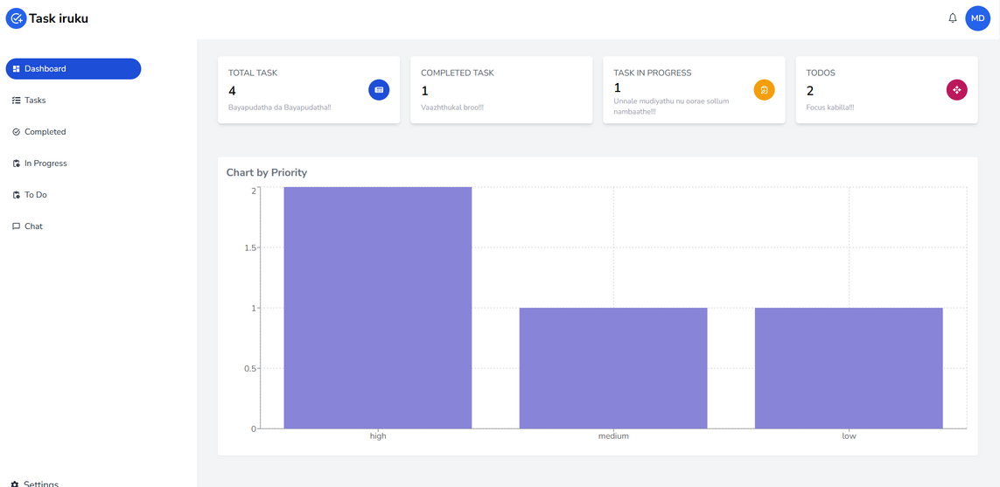 Task iruku
MD
Dashboard
Tasks
Completed
In Progress
To Do
Chat
Settings
TOTAL TASK
4
Bayapudatha da Bayapudatha!!
COMPLETED TASK
1
Vaazhthukal broo!!!
TASK IN PROGRESS
1
Unnale mudiyathu nu oorae sollum
nambaathe!!!
TODOS
2
Focus kabilla!!!
Chart by Priority
2
1.5
1
0.5
0
high medium low